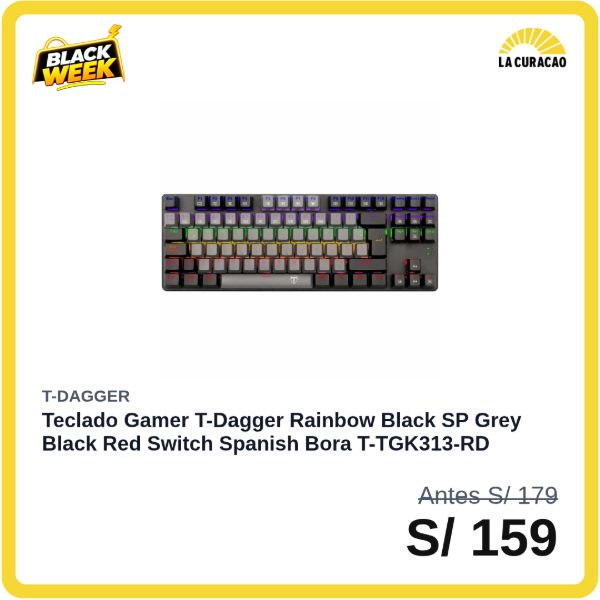 BLACK
WEEK
LA CURACAO
T-DAGGER
Teclado Gamer T-Dagger Rainbow Black SP Grey
Black Red Switch Spanish Bora T-TGK313-RD
Antes S/ 179
S/ 159